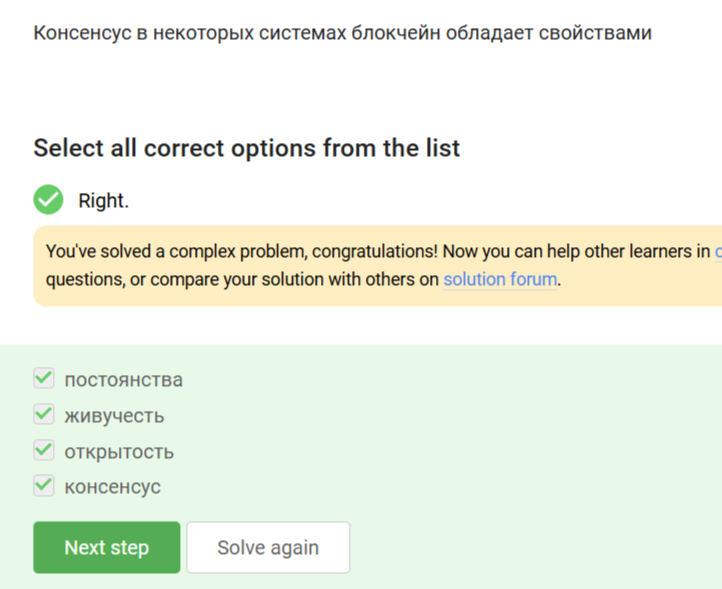 Консенсус в некоторых системах блокчейн обладает свойствами
Select all correct options from the list
Right.
You've solved a complex problem, congratulations! Now you can help other learners in
questions, or compare your solution with others on solution forum.
постоянства
живучесть
открытость
консенсус
Next step
Solve again